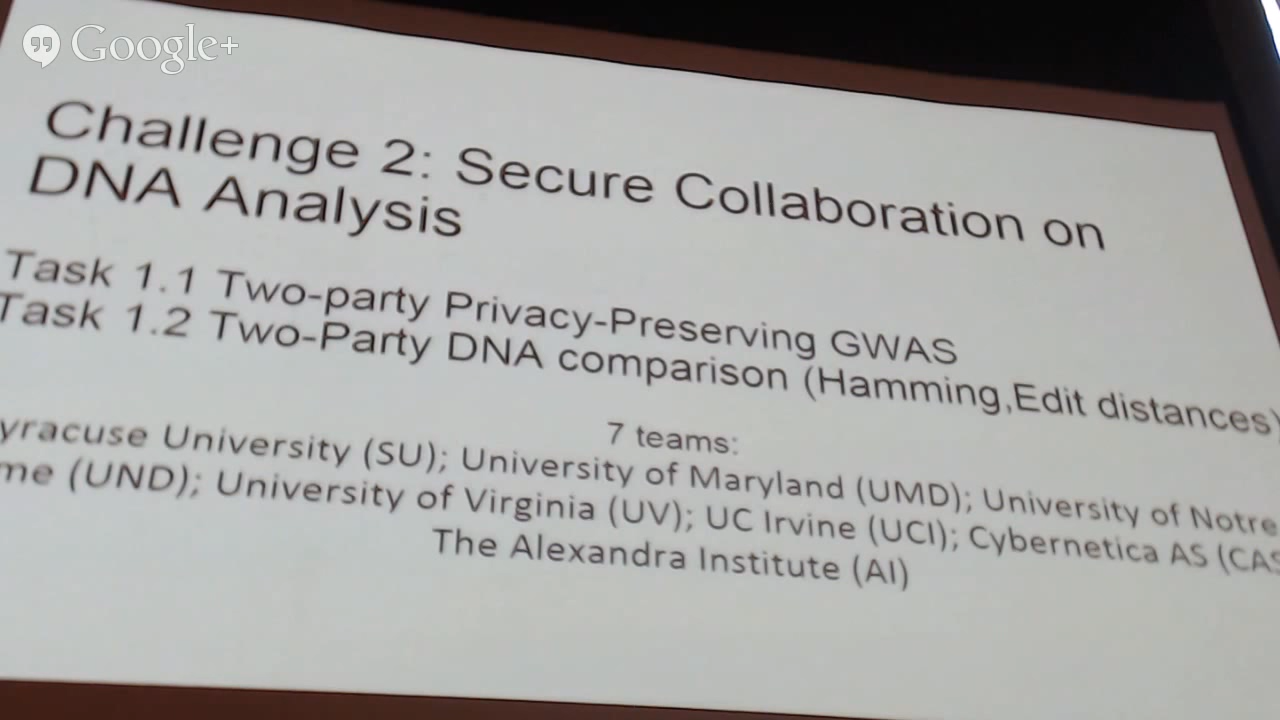 Google+
Challenge 2: Secure Collaboration on
DNA Analysis
Task 1.1 Two-party Privacy-Preserving GWAS
Task 1.2 Two-Party DNA comparison (Hamming,Edit distances)
7 teams:
yracuse University (SU); University of Maryland (UMD); University of Notre
me (UND); University of Virginia (UV); UC Irvine (UCI); Cybernetica AS (CAS
The Alexandra Institute (AI)